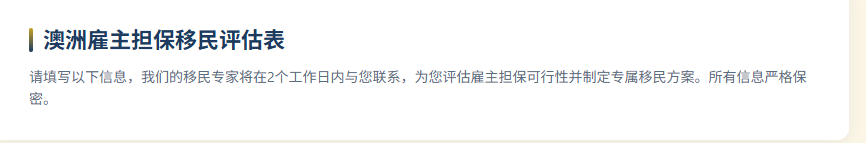 澳洲雇主担保移民评估表
请填写以下信息，我们的移民专家将在2个工作日内与您联系，为您评估雇主担保可行性并制定专属移民方案。所有信息严格保
密。